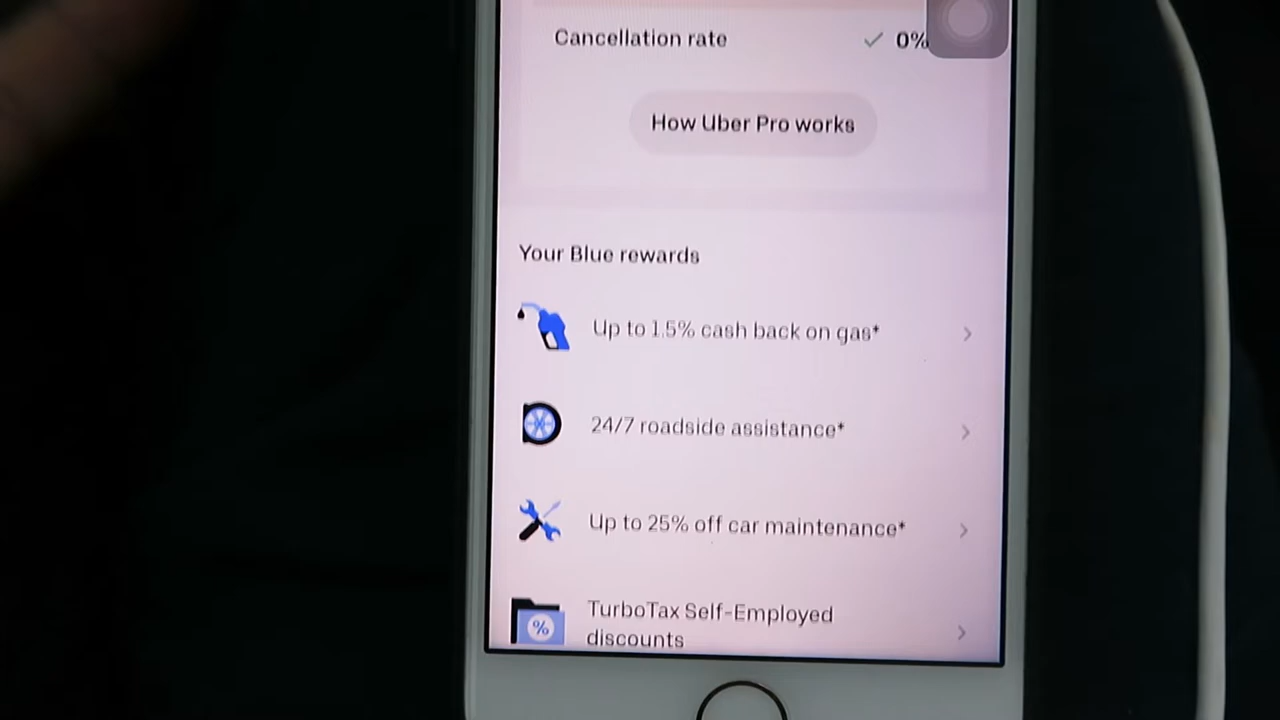 Cancellation rate 0%
How Uber Pro works
Your Blue rewards
Up to 1.5% cash back on gas*
24/7 roadside assistance*
Up to 25% off car maintenance*
%
TurboTax Self-Employed
discounts